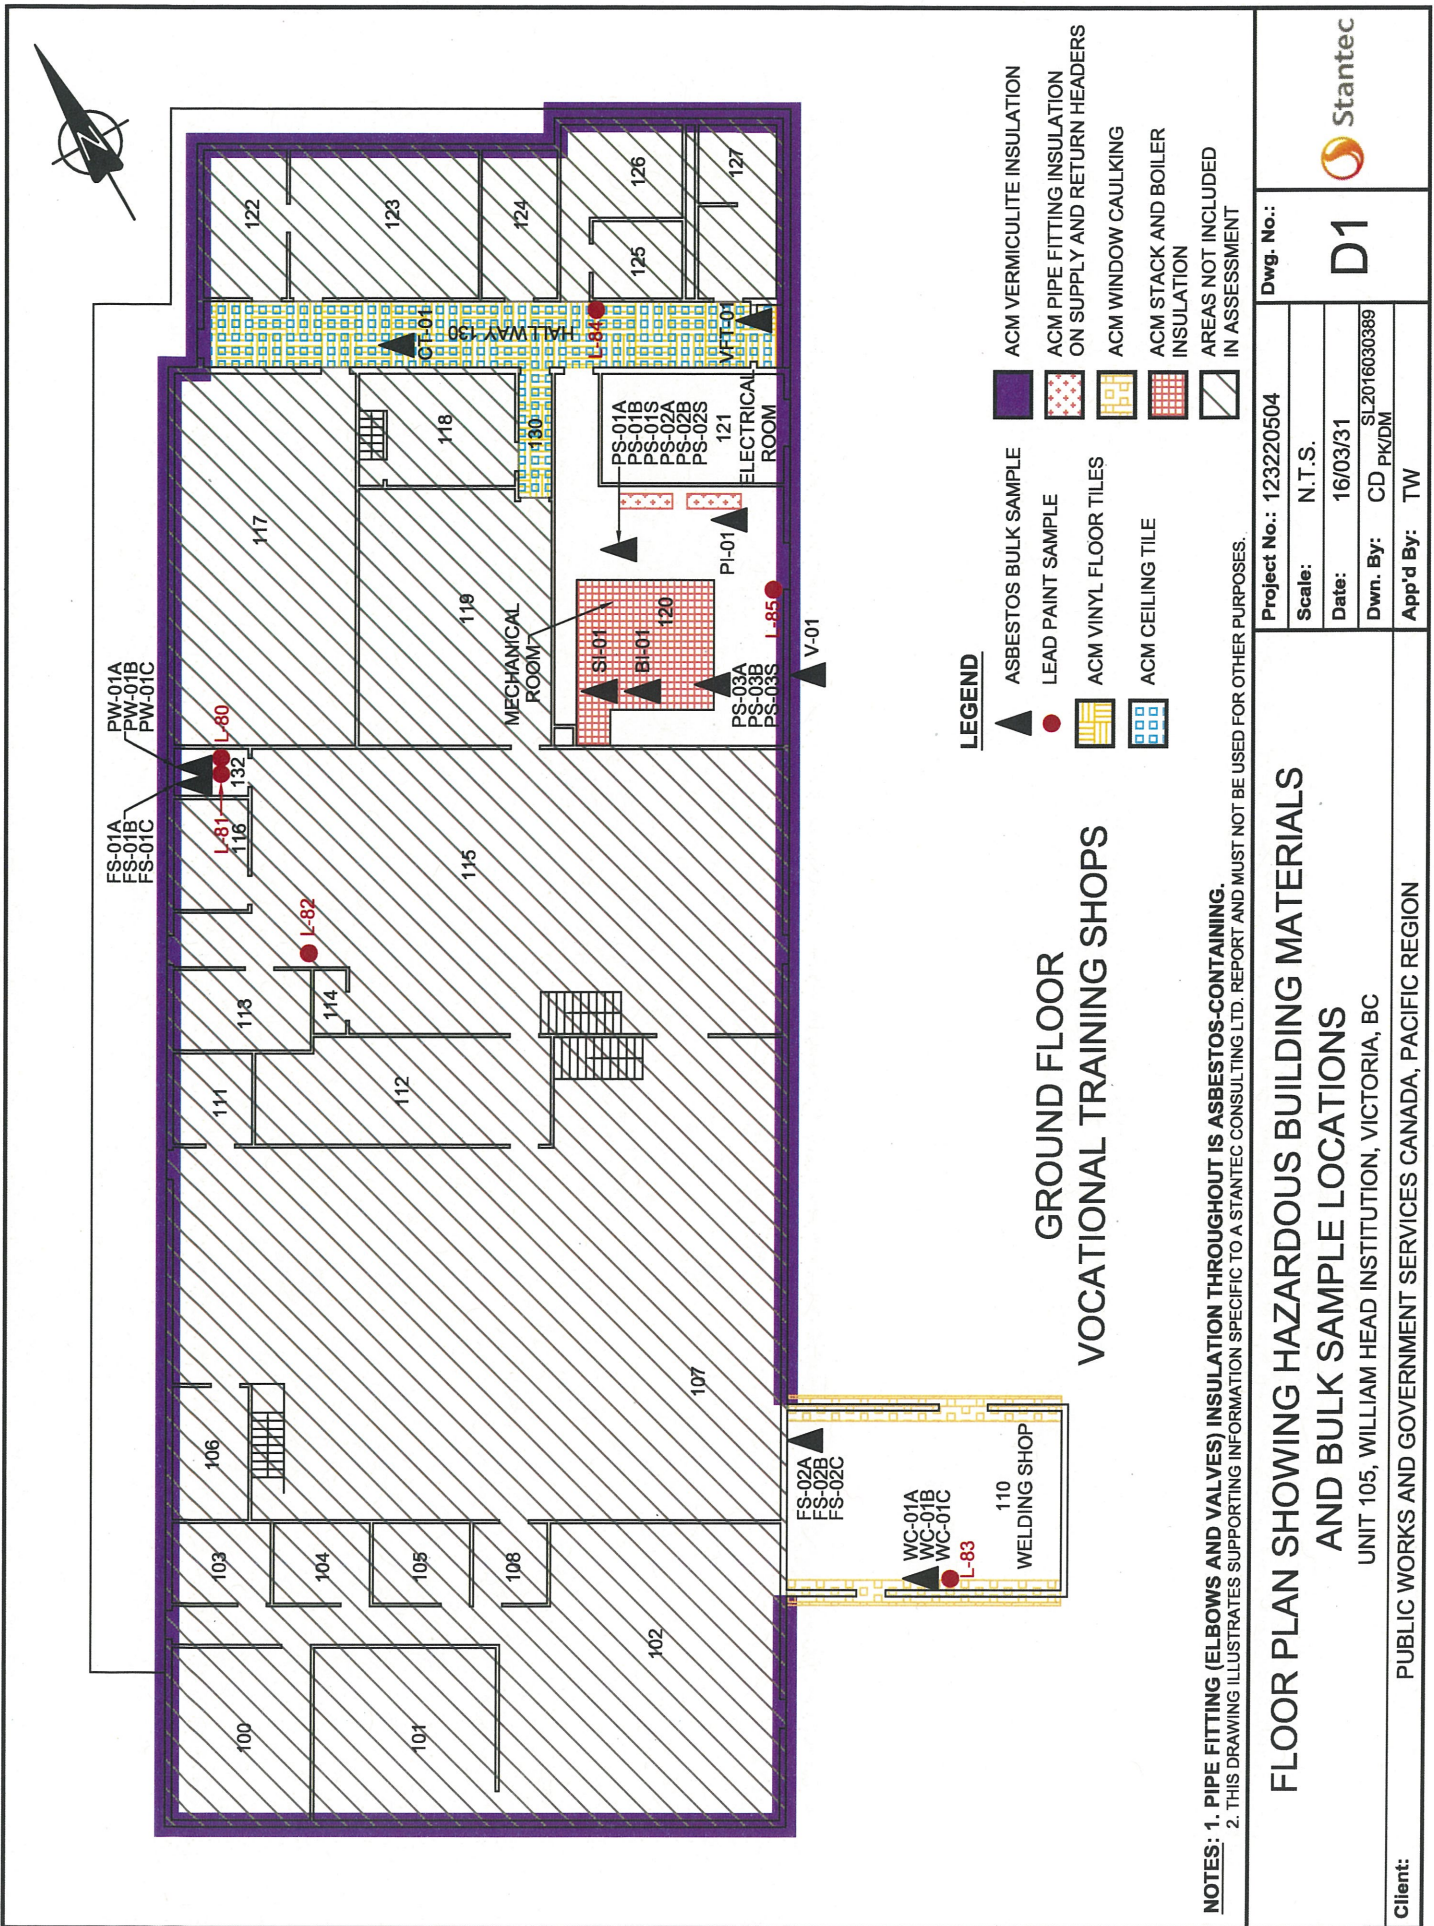 PW-01A
PW-01B
PW-01C
FS-01A
FS-01B
FS-01C
L-80
L-81
132
116
L-82
100
101
102
103
104
105
106
107
108
111
112
113
114
115
117
118
119
MECHANICAL
ROOM
SI-01
BI-01
120
PS-03A
PS-03B
PS-03S
V-01
L-85
PI-01
PS-01A
PS-01B
PS-01S
PS-02A
PS-02B
PS-02S
121
ELECTRICAL
ROOM
130
HALLWAY 130
CT-01
L-84
VFT-01
122
123
124
125
126
127
N
FS-02A
FS-02B
FS-02C
WC-01A
WC-01B
WC-01C
L-83
110
WELDING SHOP
GROUND FLOOR
VOCATIONAL TRAINING SHOPS
LEGEND
ASBESTOS BULK SAMPLE
LEAD PAINT SAMPLE
ACM VINYL FLOOR TILES
ACM CEILING TILE
ACM VERMICULITE INSULATION
ACM PIPE FITTING INSULATION
ON SUPPLY AND RETURN HEADERS
ACM WINDOW CAULKING
ACM STACK AND BOILER
INSULATION
AREAS NOT INCLUDED
IN ASSESSMENT
NOTES: 1. PIPE FITTING (ELBOWS AND VALVES) INSULATION THROUGHOUT IS ASBESTOS-CONTAINING.
2. THIS DRAWING ILLUSTRATES SUPPORTING INFORMATION SPECIFIC TO A STANTEC CONSULTING LTD. REPORT AND MUST NOT BE USED FOR OTHER PURPOSES.
FLOOR PLAN SHOWING HAZARDOUS BUILDING MATERIALS
AND BULK SAMPLE LOCATIONS
UNIT 105, WILLIAM HEAD INSTITUTION, VICTORIA, BC
Client: PUBLIC WORKS AND GOVERNMENT SERVICES CANADA, PACIFIC REGION
Project No.: 123220504
Scale: N.T.S.
Date: 16/03/31
Dwn. By: CD PK/DM SL2016030389
App'd By: TW
Dwg. No.:
D1
Stantec